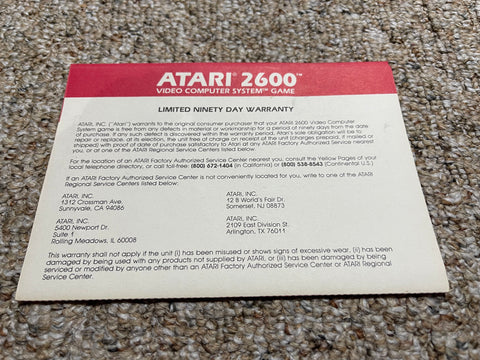 ATARI® 2600™
VIDEO COMPUTER SYSTEM™ GAME
LIMITED NINETY DAY WARRANTY
ATARI, INC. ("Atari") warrants to the original consumer purchaser that your ATARI 2600 Video Computer
System game is free from any defects in material or workmanship for a period of ninety days from the date
of purchase. If any such defect is discovered within the warranty period, Atari's sole obligation will be to
repair or replace, at its election, the unit free of charge on receipt of the unit (charges prepaid, if mailed or
shipped) with proof of date of purchase satisfactory to Atari at any ATARI Factory Authorized Service nearest
you, or at one of the ATARI Regional Service Centers listed below.
For the location of an ATARI Factory Authorized Service Center nearest you, consult the Yellow Pages of your
local telephone directory, or call toll-free: (800) 672-1404 (in California) or (800) 538-8543 (Continental U.S.)
If an ATARI Factory Authorized Service Center is not conveniently located for you, write to one of the ATARI
Regional Service Centers listed below:
ATARI, INC.
1312 Crossman Ave.
Sunnyvale, CA 94086
ATARI, INC.
12 B World's Fair Dr.
Somerset, NJ 08873
ATARI, INC.
5400 Newport Dr.
Suite 1
Rolling Meadows, IL 60008
ATARI, INC.
2109 East Division St.
Arlington, TX 76011
This warranty shall not apply if the unit (i) has been misused or shows signs of excessive wear, (ii) has been
damaged by being used with any products not supplied by ATARI, or (iii) has been damaged by being
serviced or modified by anyone other than an ATARI Factory Authorized Service Center or ATARI Regional
Service Center.